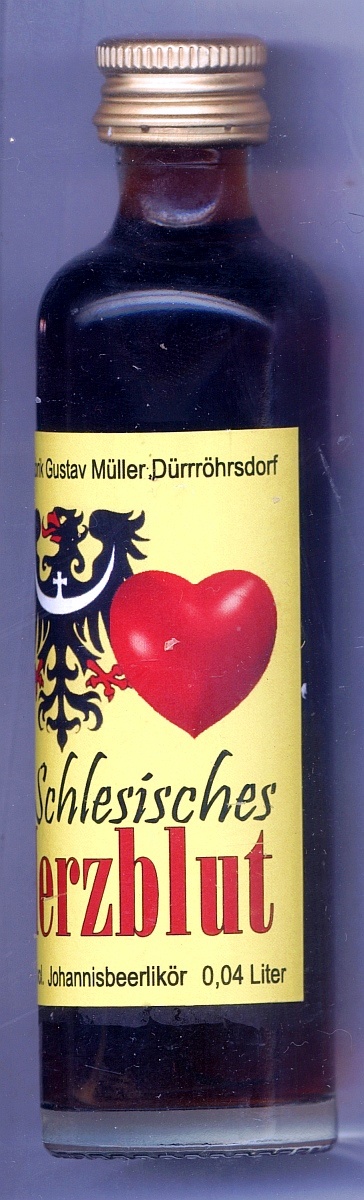 Gustav Müller Dürrröhrsdorf
Schlesisches
erzblut
Johannisbeerlikör 0,04 Liter